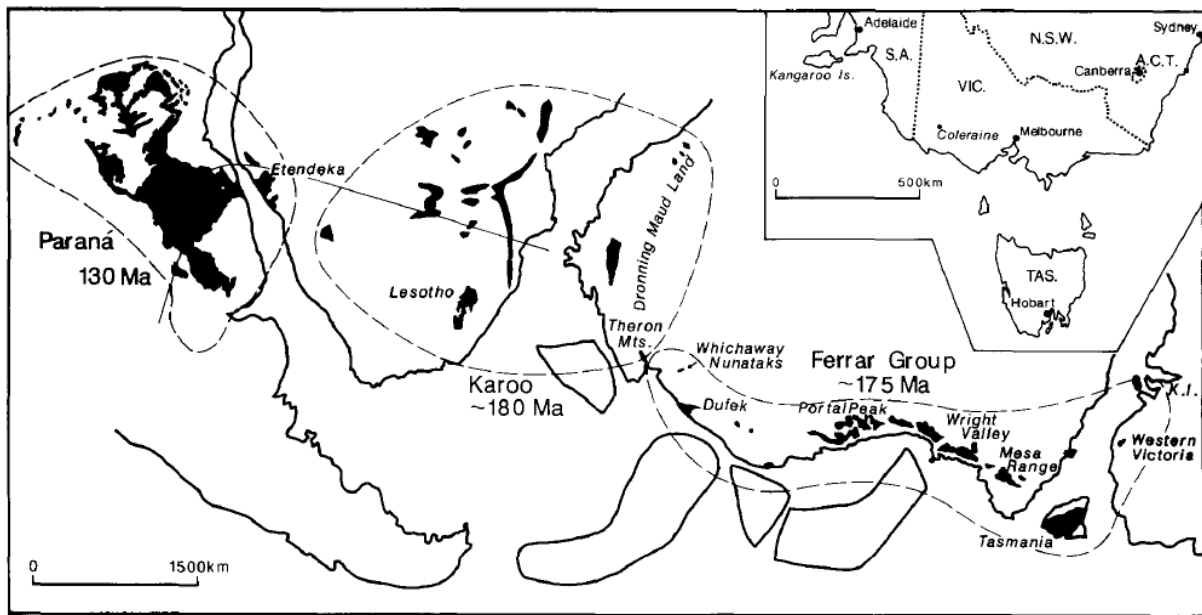 Paraná
130 Ma
Etendeka
Lesotho
Karoo
~180 Ma
Dronning Maud Land
Theron
Mts.
Whichaway
Nunataks
Dufek
Ferrar Group
~175 Ma
Portal Peak
Wright
Valley
Mesa
Range
Tasmania
K.I.
Western
Victoria
0 1500km
Adelaide
S.A.
Kangaroo Is.
N.S.W.
Sydney
A.C.T.
Canberra
VIC.
Coleraine
Melbourne
0 500km
TAS.
Hobart